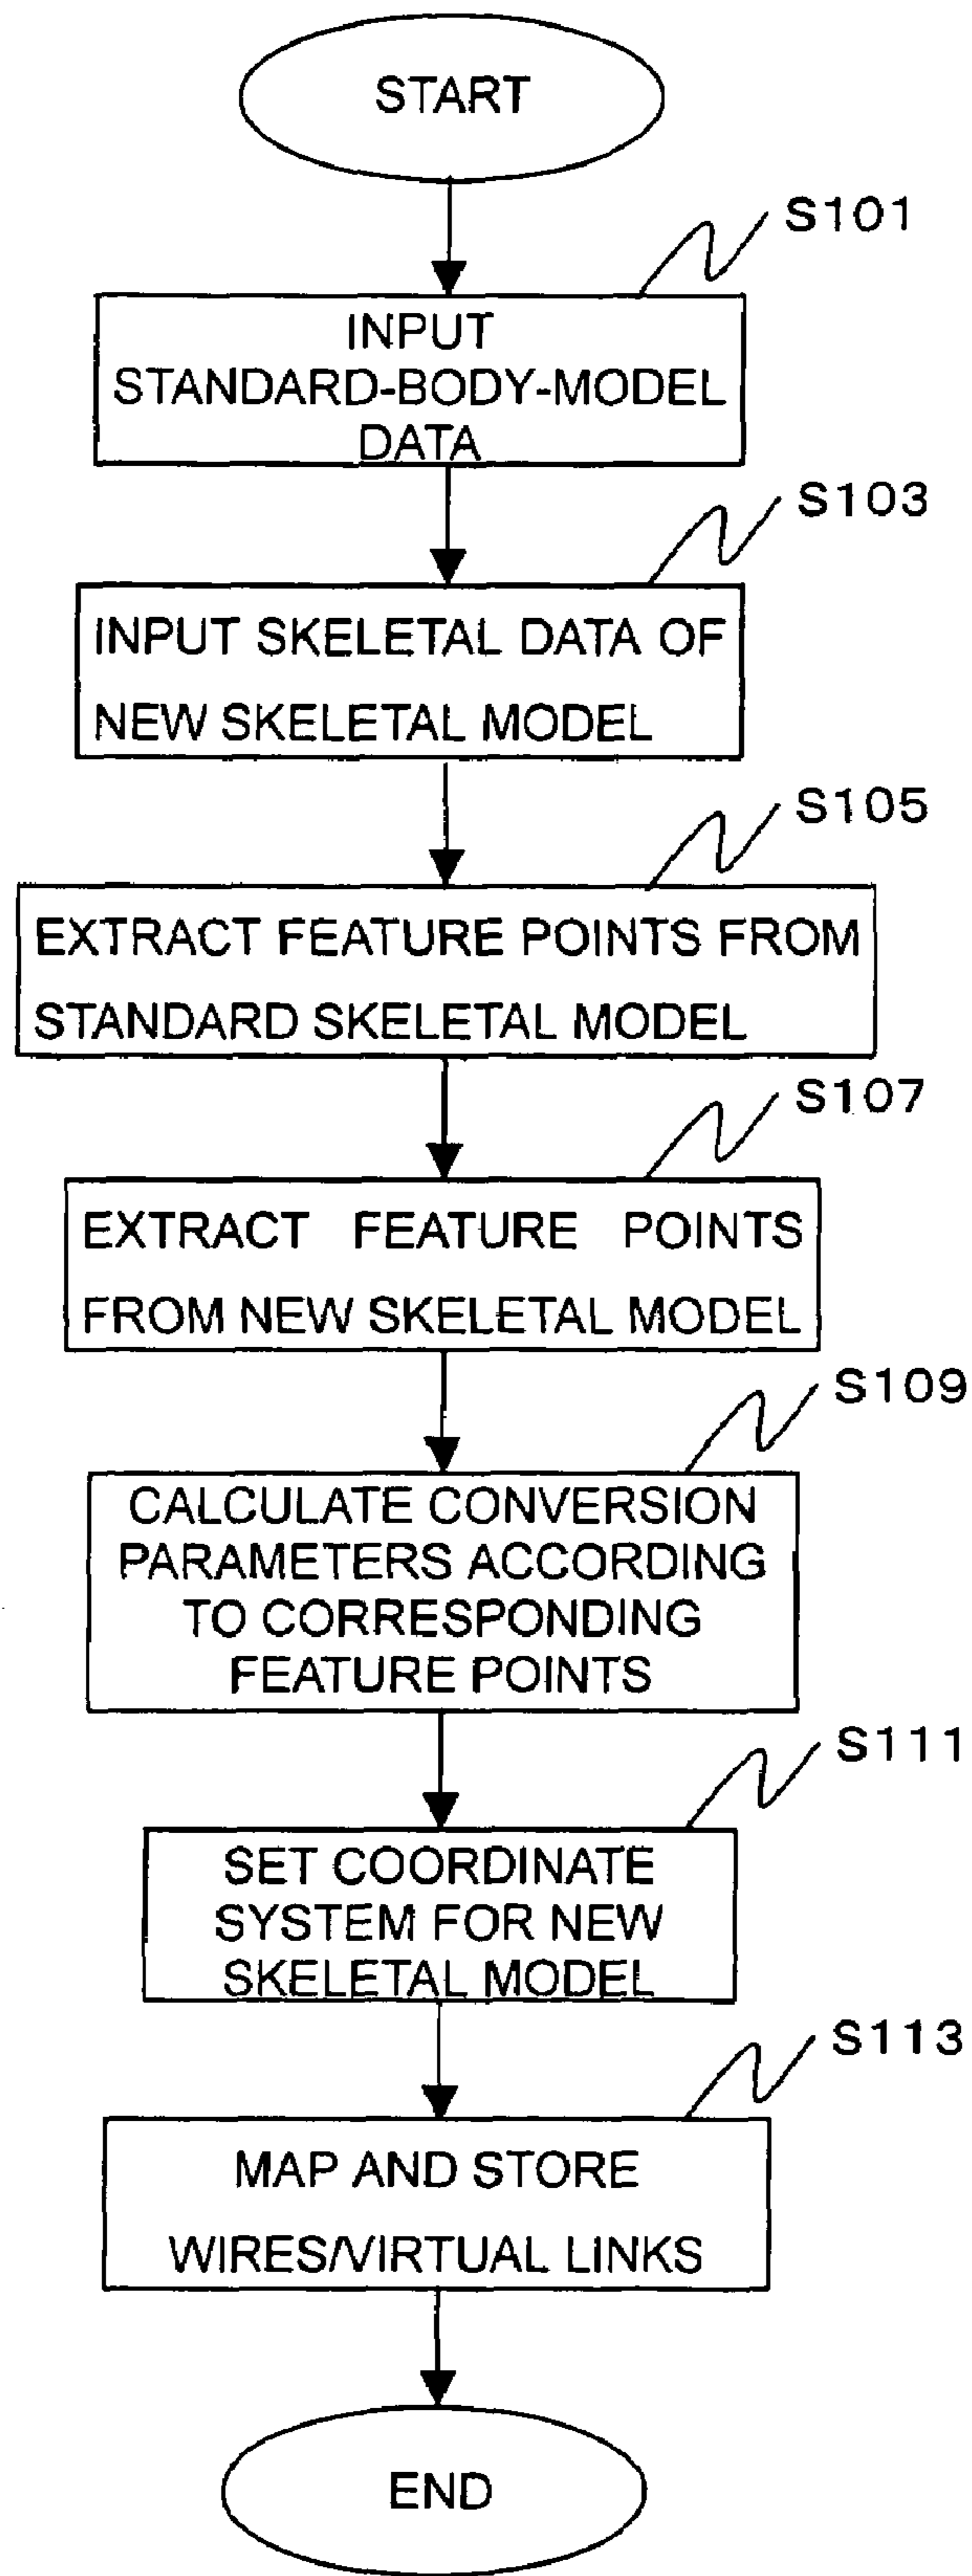 START
S101
INPUT
STANDARD-BODY-MODEL
DATA
S103
INPUT SKELETAL DATA OF
NEW SKELETAL MODEL
S105
EXTRACT FEATURE POINTS FROM
STANDARD SKELETAL MODEL
S107
EXTRACT FEATURE POINTS
FROM NEW SKELETAL MODEL
S109
CALCULATE CONVERSION
PARAMETERS ACCORDING
TO CORRESPONDING
FEATURE POINTS
S111
SET COORDINATE
SYSTEM FOR NEW
SKELETAL MODEL
S113
MAP AND STORE
WIRES/VIRTUAL LINKS
END